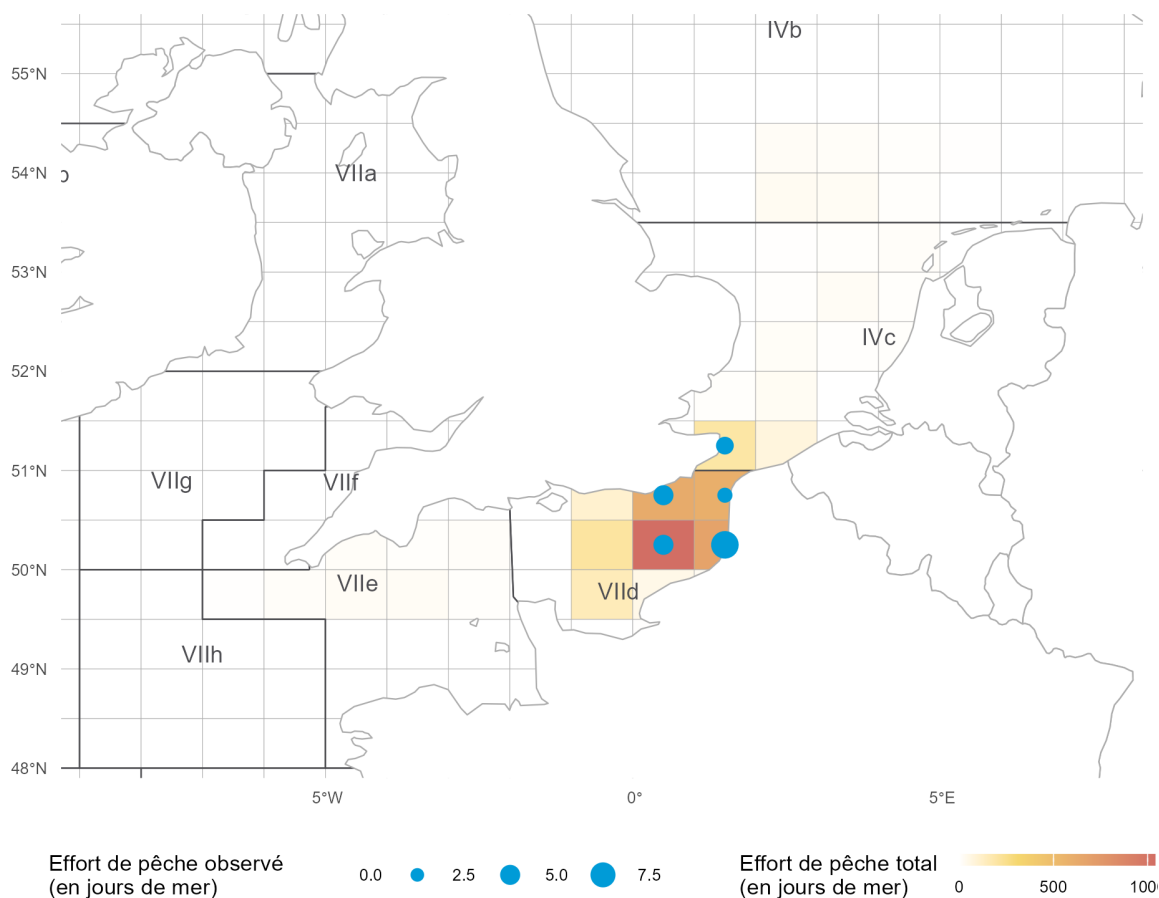 IVb
55°N
54°N
VIIa
53°N
IVc
52°N
51°N
VIIg
VIIf
50°N
VIIe
VIId
VIIh
49°N
48°N
5°W
0°
5°E
Effort de pêche observé
(en jours de mer)
0.0
2.5
5.0
7.5
Effort de pêche total
(en jours de mer)
0
500